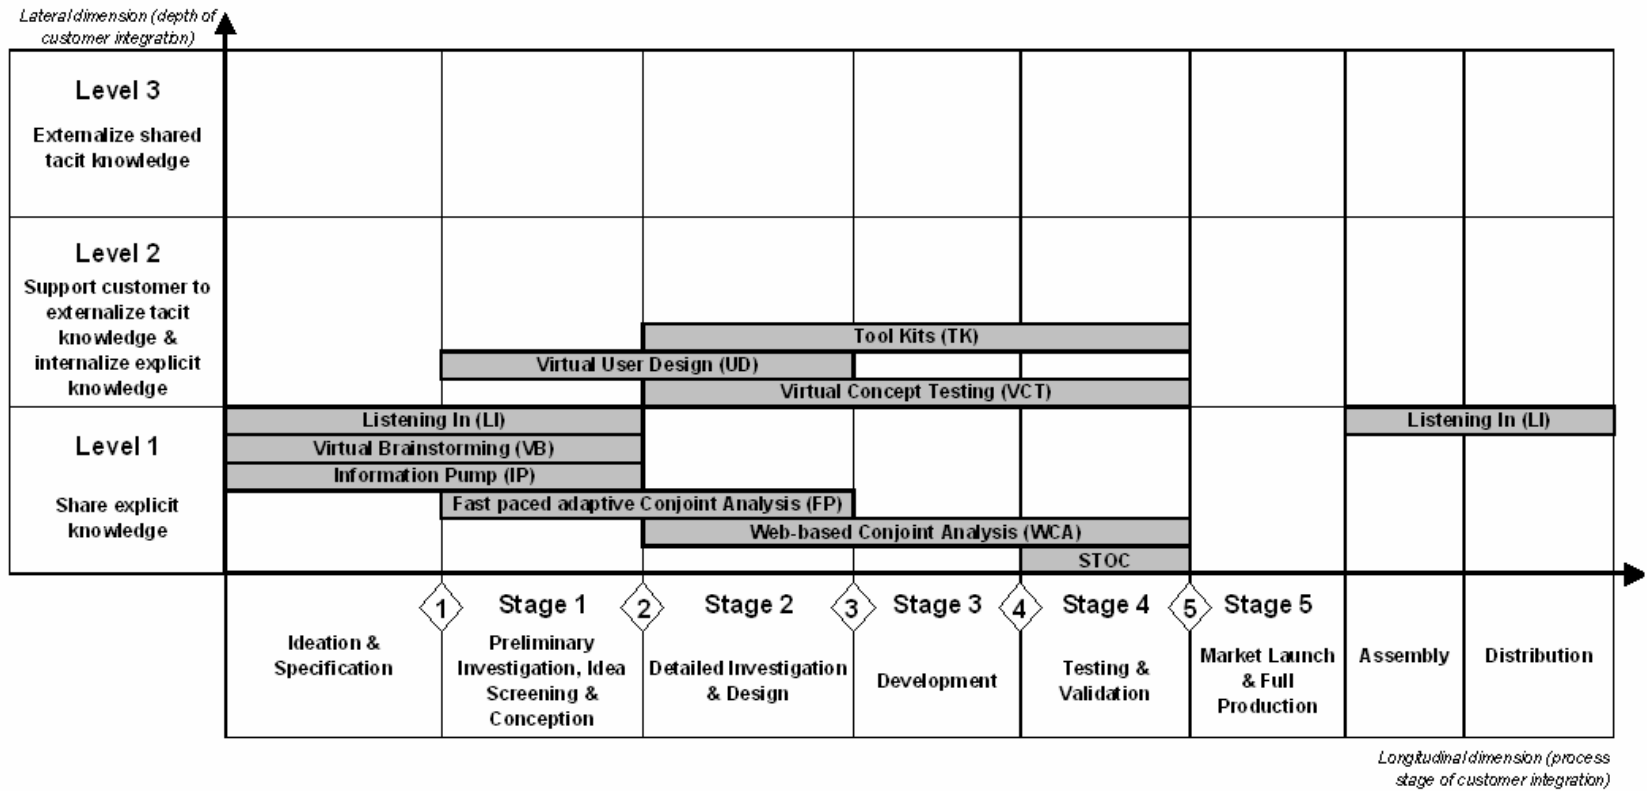 Lateral dimension (depth of
customer integration)
Level 3
Externalize shared
tacit knowledge
Level 2
Support customer to
externalize tacit
knowledge &
internalize explicit
knowledge
Tool Kits (TK)
Virtual User Design (UD)
Virtual Concept Testing (VCT)
Level 1
Share explicit
knowledge
Listening In (LI)
Listening In (LI)
Virtual Brainstorming (VB)
Information Pump (IP)
Fast paced adaptive Conjoint Analysis (FP)
Web-based Conjoint Analysis (WCA)
STOC
Ideation &
Specification
1
Stage 1
Preliminary
Investigation, Idea
Screening &
Conception
2
Stage 2
Detailed Investigation
& Design
3
Stage 3
Development
4
Stage 4
Testing &
Validation
5
Stage 5
Market Launch
& Full
Production
Assembly
Distribution
Longitudinal dimension (process
stage of customer integration)